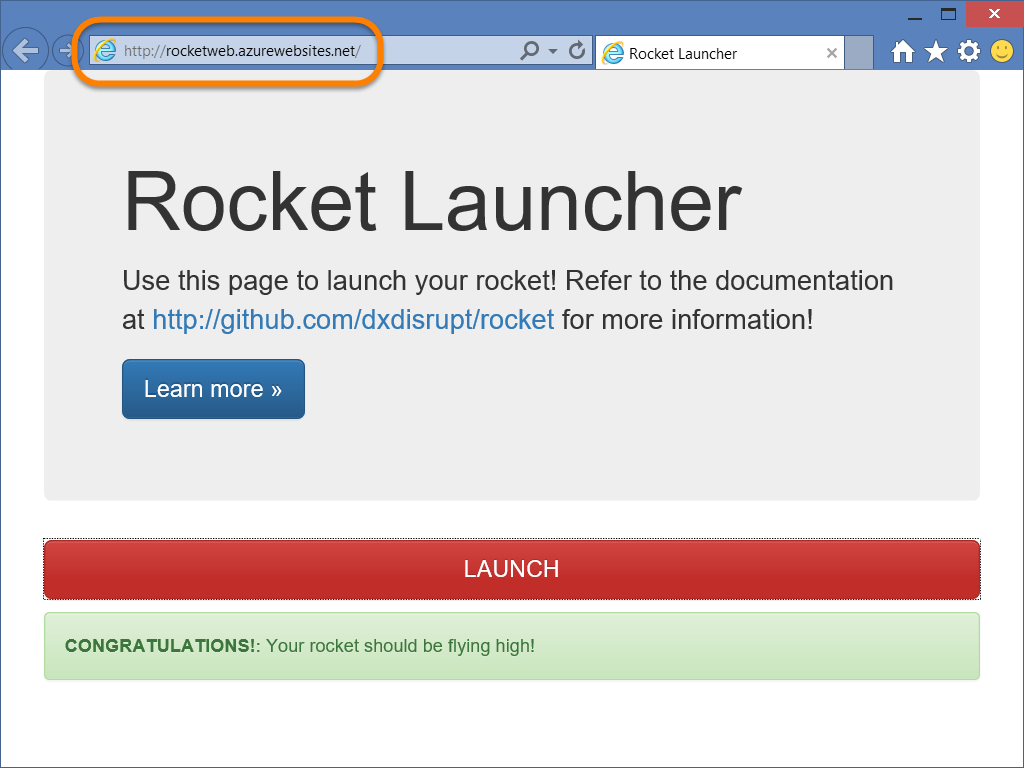 http://rocketweb.azurewebsites.net/
Rocket Launcher
Rocket Launcher
Use this page to launch your rocket! Refer to the documentation
at http://github.com/dxdisrupt/rocket for more information!
Learn more »
LAUNCH
CONGRATULATIONS!: Your rocket should be flying high!